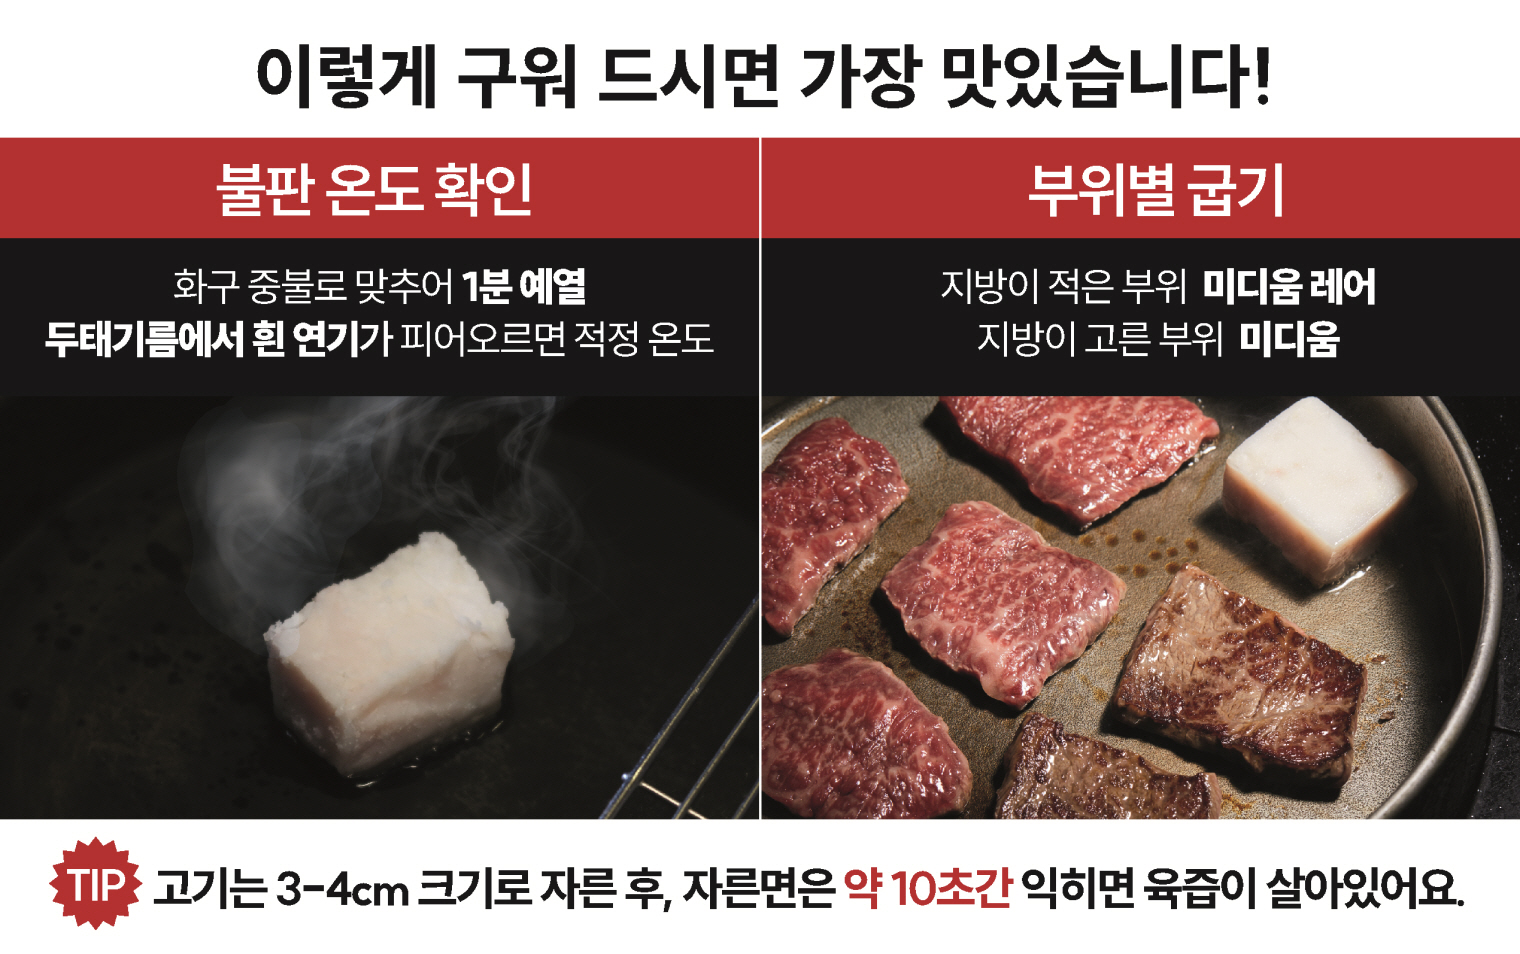 이렇게 구워 드시면 가장 맛있습니다!
불판 온도 확인
화구 중불로 맞추어 1분 예열
두태기름에서 흰 연기가 피어오르면 적정 온도
부위별 굽기
지방이 적은 부위 미디움 레어
지방이 고른 부위 미디움
TIP 고기는 3-4cm 크기로 자른 후, 자른면은 약 10초간 익히면 육즙이 살아있어요.